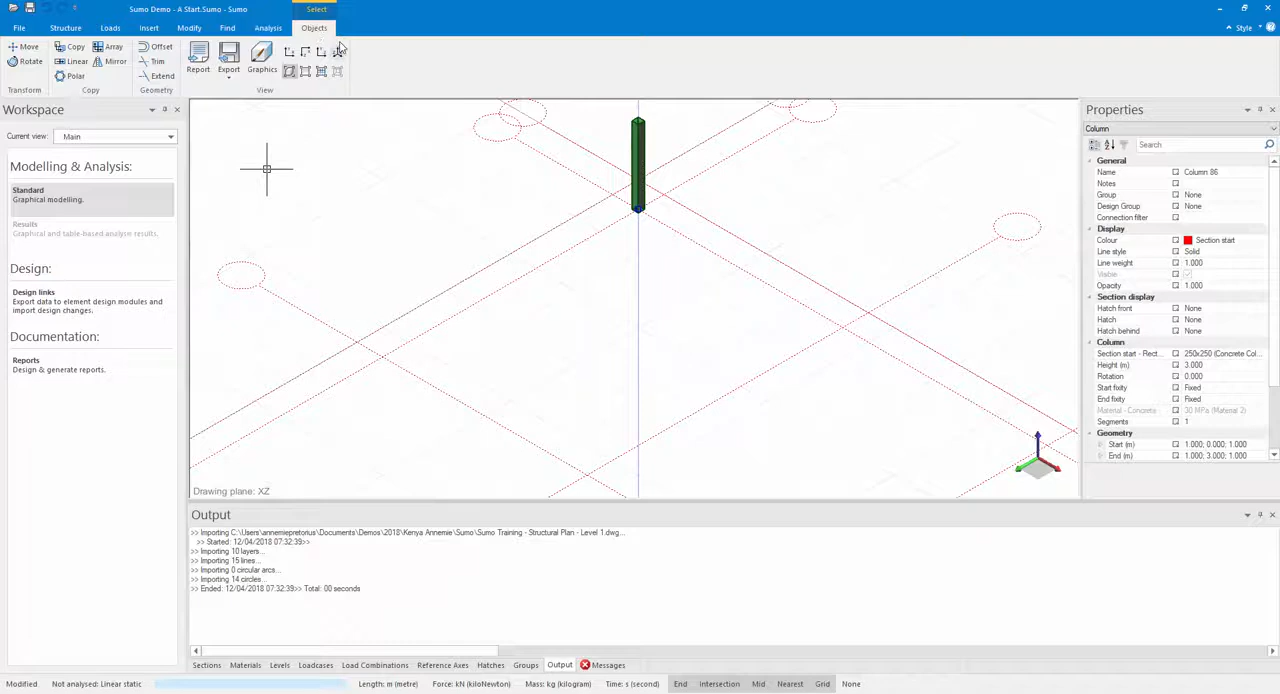 Sumo Demo - A Start.Sumo - Sumo
Select
File Structure Loads Insert Modify Find Analysis Objects Style
Move Copy Array Offset
Rotate Linear Mirror Trim Report Export Graphics
Polar Extend
Transform Copy Geometry View
Workspace
Current view: Main
Modelling & Analysis:
Standard
Graphical modelling.
Results
Graphical and table-based analysis results.
Design:
Design links
Export data to element design modules and
import design changes.
Documentation:
Reports
Design & generate reports.
Drawing plane: XZ
Properties
Column
Search
General
Name Column 86
Notes
Group None
Design Group None
Connection filter
Display
Colour Section start
Line style Solid
Line weight 1.000
Visible
Opacity 1.000
Section display
Hatch front None
Hatch None
Hatch behind None
Column
Section start - Rect... 250x250 (Concrete Col...
Height (m) 3.000
Rotation 0.000
Start fixity Fixed
End fixity Fixed
Material - Concrete 30 MPa (Material 2)
Segments 1
Geometry
Start (m) 1.000; 0.000; 1.000
End (m) 1.000; 3.000; 1.000
Output
>> Importing C:\Users\anniemepretorius\Documents\Demos\2018\Kenya Annemie\Sumo\Sumo Training - Structural Plan - Level 1.dwg...
>> Started: 12/04/2018 07:32:39>>
>> Importing 10 layers...
>> Importing 15 lines...
>> Importing 0 circular arcs...
>> Importing 14 circles...
>> Ended: 12/04/2018 07:32:39>> Total: 00 seconds
Sections Materials Levels Loadcases Load Combinations Reference Axes Hatches Groups Output Messages
Modified. Not analysed: Linear static Length: m (metre) Force: kN (kiloNewton) Mass: kg (kilogram) Time: s (second) End Intersection Mid Nearest Grid None